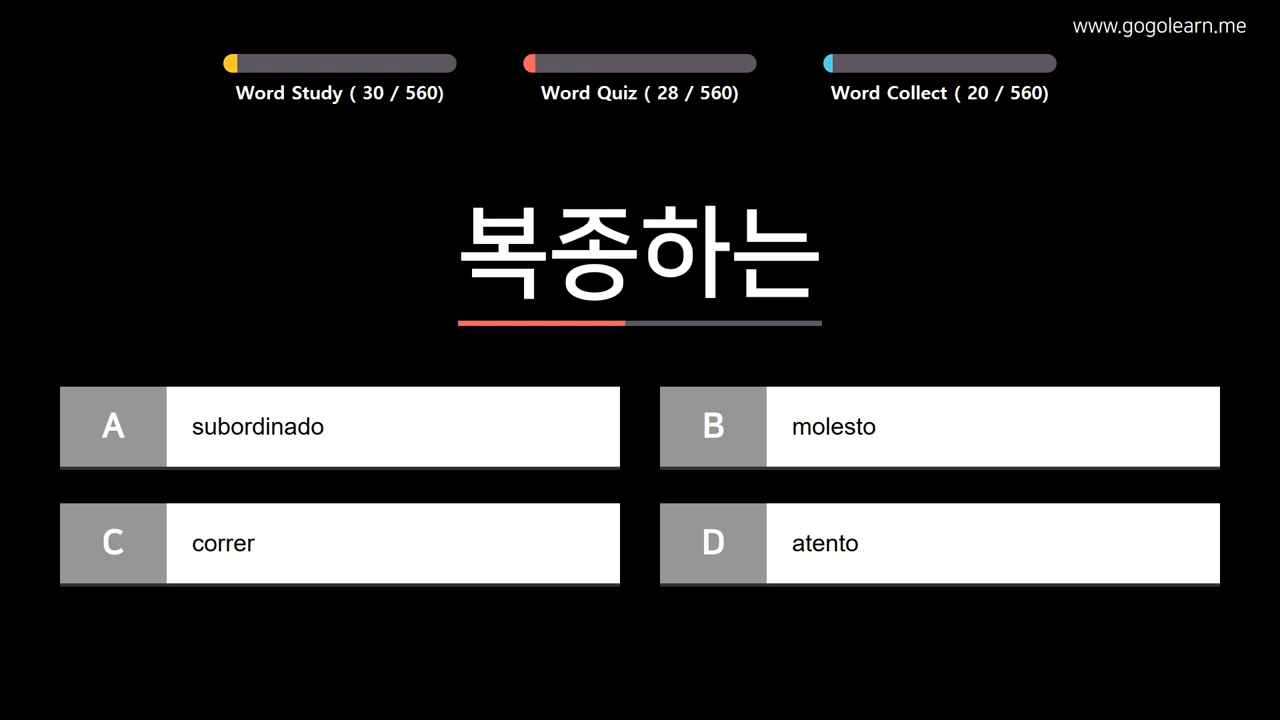 www.gogolearn.me
Word Study ( 30 / 560)
Word Quiz ( 28 / 560)
Word Collect ( 20 / 560)
복종하는
A subordinado
B molesto
C correr
D atento